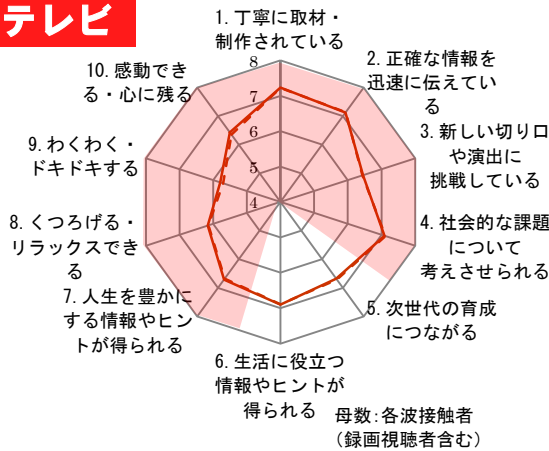 テレビ
1.丁寧に取材・
制作されている
2.正確な情報を
迅速に伝えてい
る
3.新しい切り口
や演出に
挑戦している
4.社会的な課題
について
考えさせられる
5.次世代の育成
につながる
6.生活に役立つ
情報やヒントが
得られる
7.人生を豊かに
する情報やヒン
トが得られる
8.くつろげる・
リラックスでき
る
9.わくわく・
ドキドキする
10.感動でき
る・心に残る
8
7
6
5
4
母数:各波接触者
（録画視聴者含む）